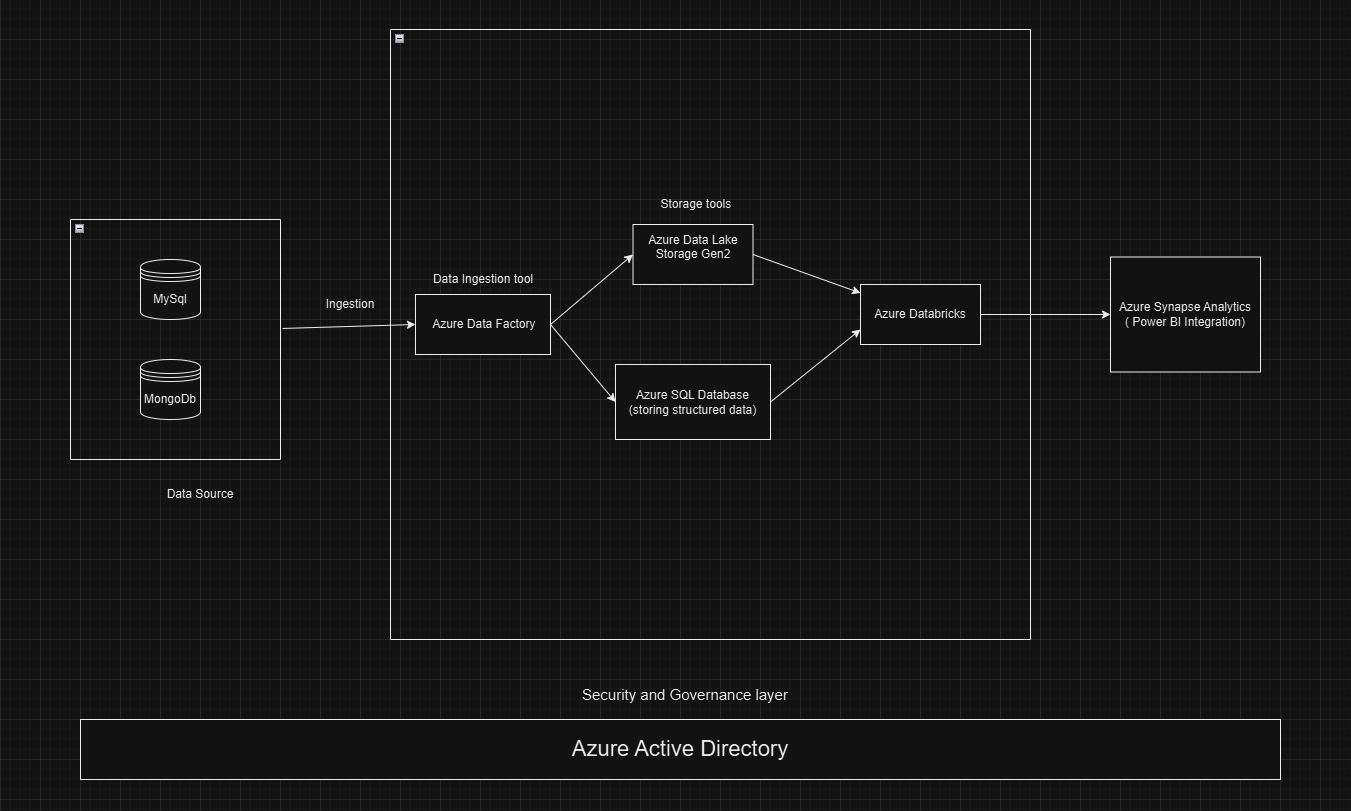 Storage tools
Azure Data Lake
Storage Gen2
Data Ingestion tool
MySql
Ingestion
Azure Data Factory
Azure Databricks
Azure Synapse Analytics
( Power BI Integration)
MongoDb
Azure SQL Database
(storing structured data)
Data Source
Security and Governance layer
Azure Active Directory